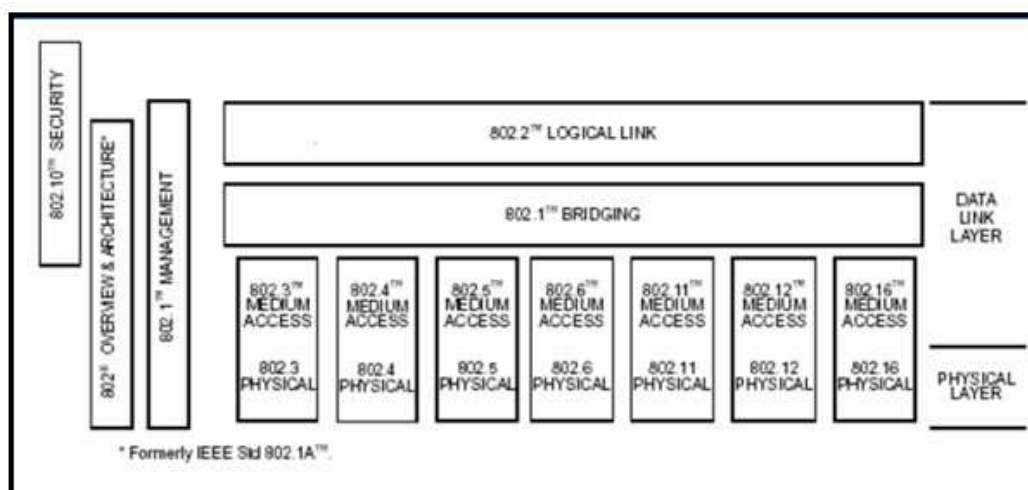 802.10™ SECURITY
802® OVERVIEW & ARCHITECTURE*
802.1™ MANAGEMENT
802.2™ LOGICAL LINK
802.1™ BRIDGING
DATA
LINK
LAYER
802.3™
MEDIUM
ACCESS
802.3
PHYSICAL
802.4™
MEDIUM
ACCESS
802.4
PHYSICAL
802.5™
MEDIUM
ACCESS
802.5
PHYSICAL
802.6™
MEDIUM
ACCESS
802.6
PHYSICAL
802.11™
MEDIUM
ACCESS
802.11
PHYSICAL
802.12™
MEDIUM
ACCESS
802.12
PHYSICAL
802.16™
MEDIUM
ACCESS
802.16
PHYSICAL
PHYSICAL
LAYER
* Formerly IEEE Std 802.1A™.